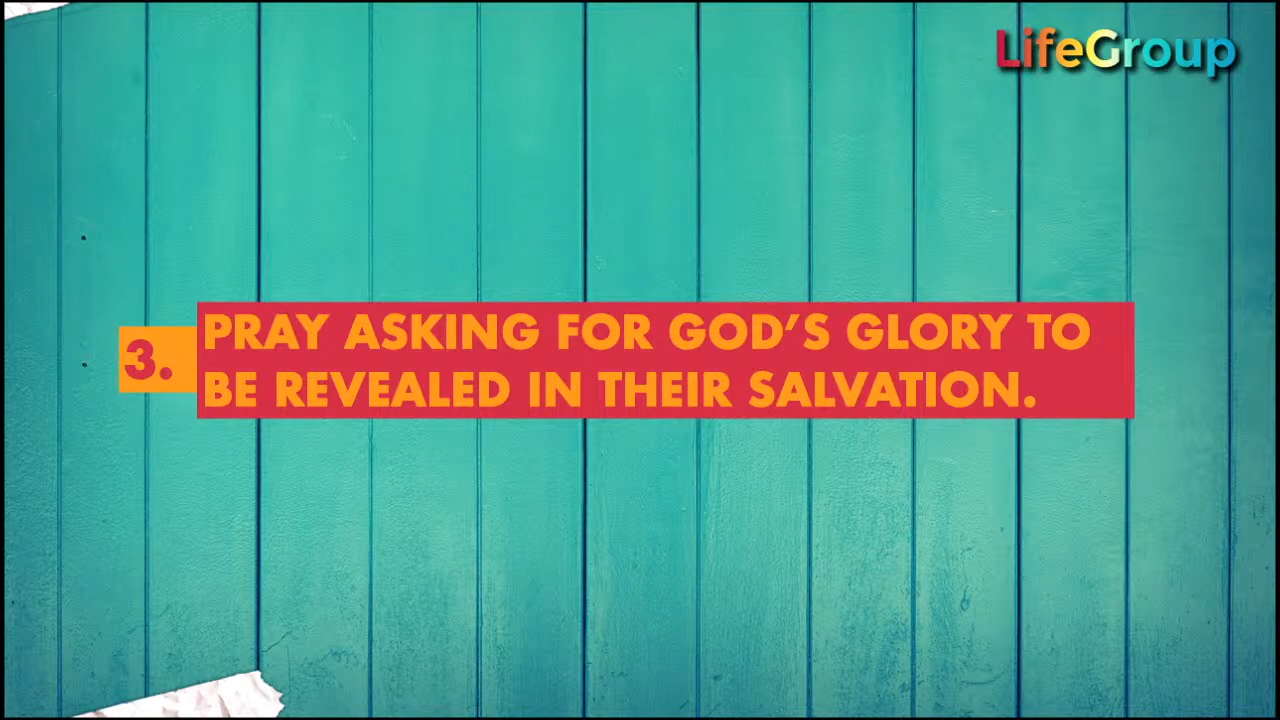 LifeGroup
3.
PRAY ASKING FOR GOD’S GLORY TO
BE REVEALED IN THEIR SALVATION.